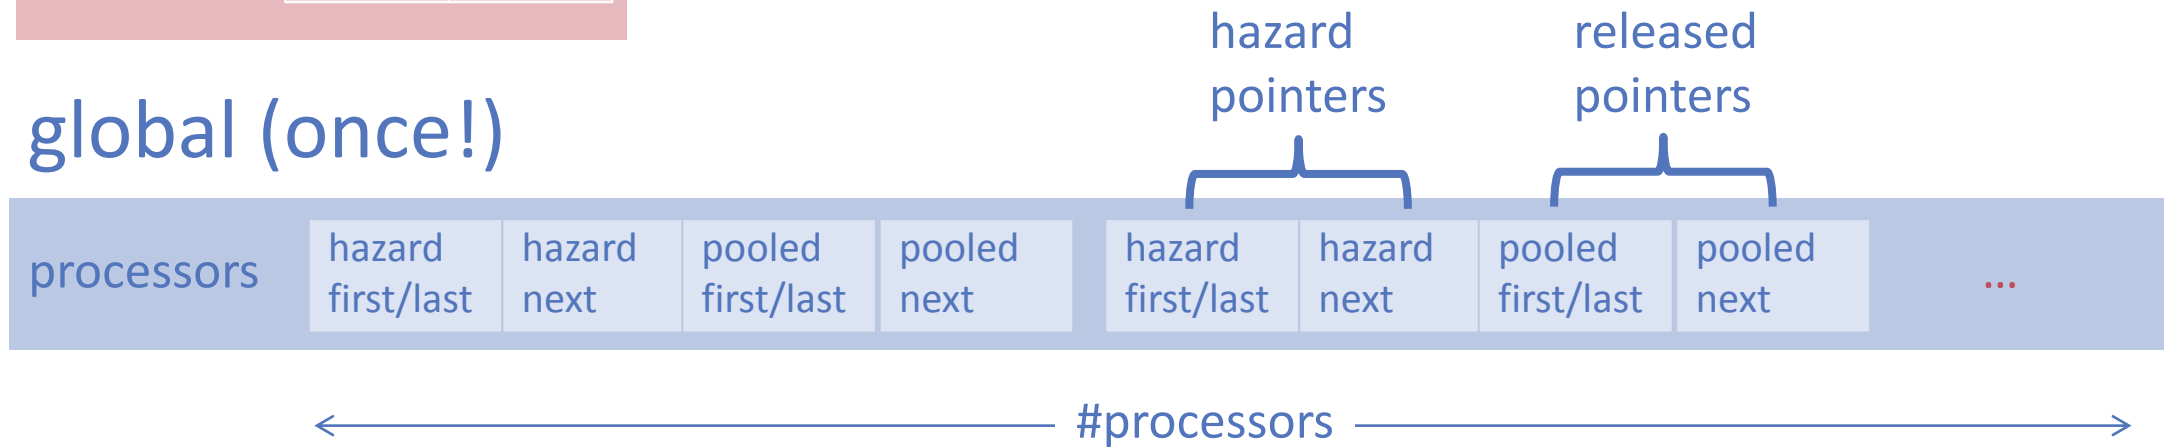 hazard
pointers
released
pointers
global (once!)
processors
hazard
first/last
hazard
next
pooled
first/last
pooled
next
hazard
first/last
hazard
next
pooled
first/last
pooled
next
...
#processors